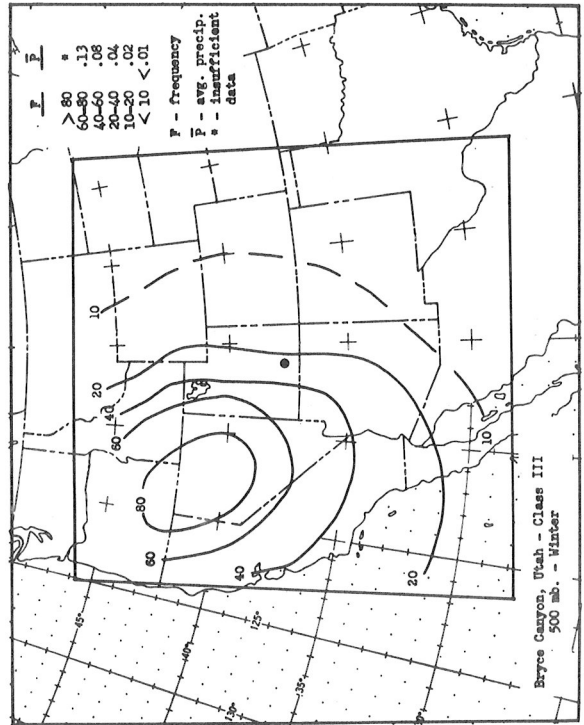 F P̅
> 80 *
60-80 .13
40-60 .08
20-40 .04
10-20 .02
< 10 <.01
F - frequency
P̅ - avg. precip.
* - insufficient
data
10
20
40
60
80
60
40
20
10
45°
40°
35°
30°
125°
130°
Bryce Canyon, Utah - Class III
500 mb. - Winter